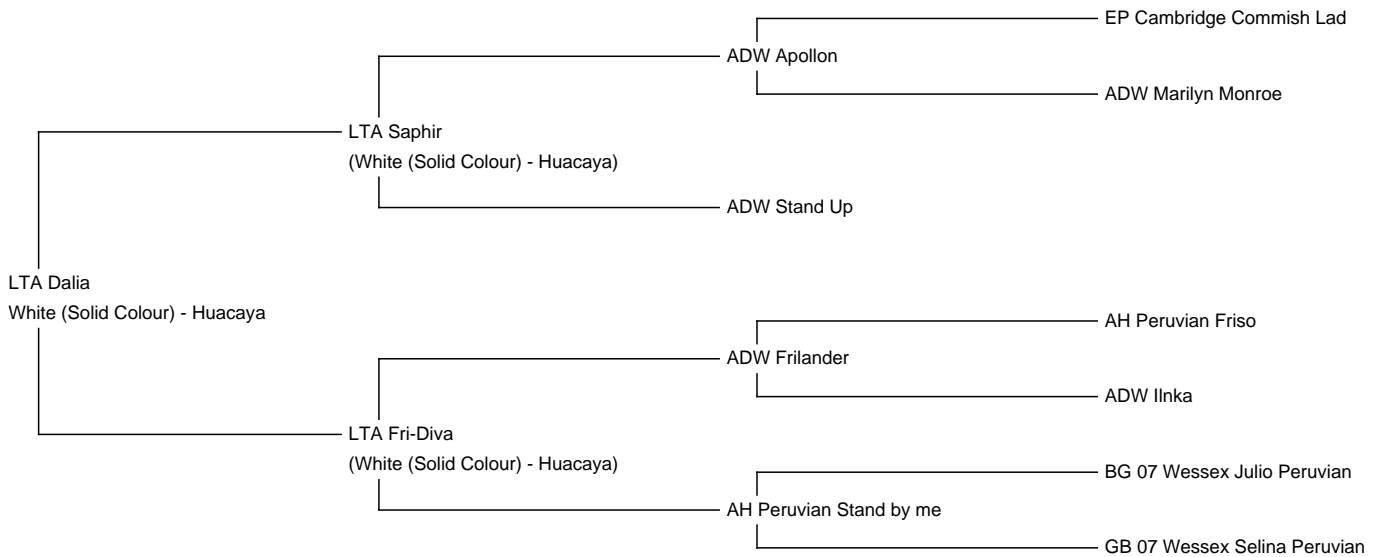 EP Cambridge Commish Lad
ADW Apollon
ADW Marilyn Monroe
LTA Saphir
(White (Solid Colour) - Huacaya)
ADW Stand Up
LTA Dalia
White (Solid Colour) - Huacaya
AH Peruvian Friso
ADW Frilander
ADW Ilnka
LTA Fri-Diva
(White (Solid Colour) - Huacaya)
BG 07 Wessex Julio Peruvian
AH Peruvian Stand by me
GB 07 Wessex Selina Peruvian